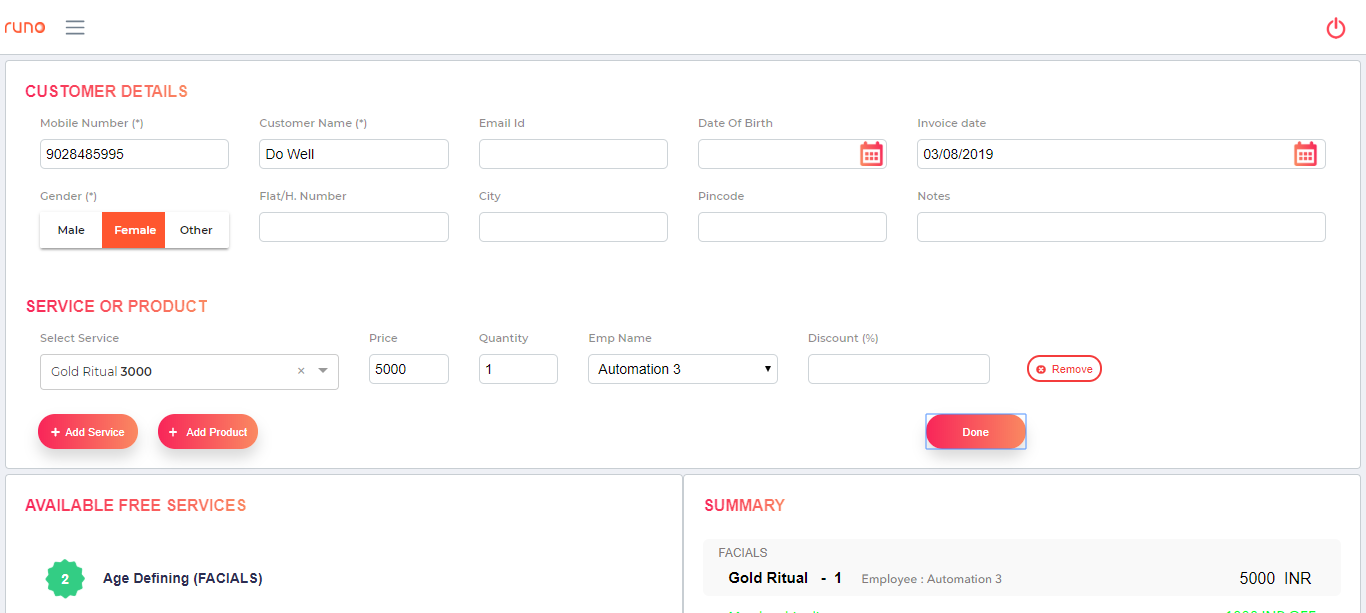 runo
CUSTOMER DETAILS
Mobile Number (*) Customer Name (*) Email Id Date Of Birth Invoice date
9028485995 Do Well 03/08/2019
Gender (*) Flat/H. Number City Pincode Notes
Male Female Other
SERVICE OR PRODUCT
Select Service Price Quantity Emp Name Discount (%)
Gold Ritual 3000 × 5000 1 Automation 3 Remove
+ Add Service + Add Product Done
AVAILABLE FREE SERVICES
2 Age Defining (FACIALS)
SUMMARY
FACIALS
Gold Ritual - 1 Employee : Automation 3 5000 INR